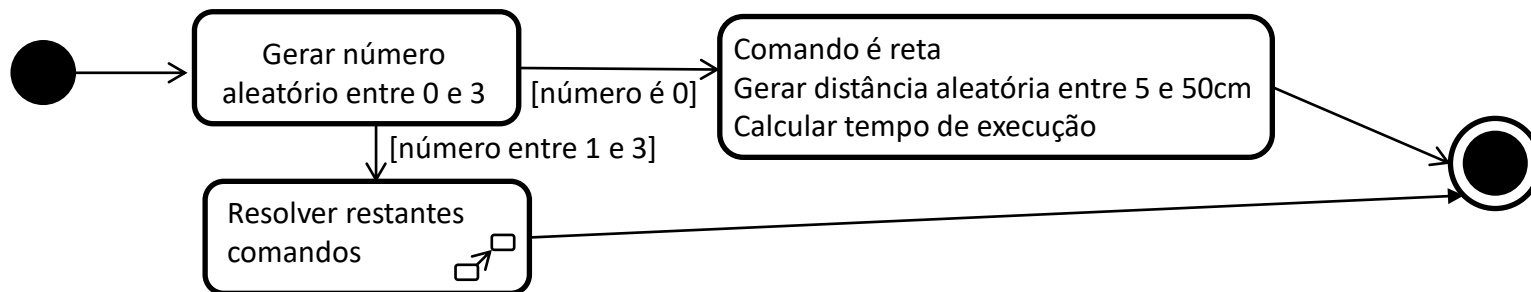 Gerar número
aleatório entre 0 e 3
[número é 0]
Comando é reta
Gerar distância aleatória entre 5 e 50cm
Calcular tempo de execução
[número entre 1 e 3]
Resolver restantes
comandos